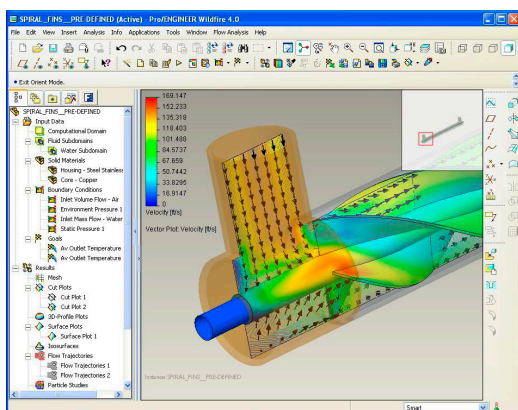 SPIRAL_FINS__PRE-DEFINED (Active) - Pro/ENGINEER Wildfire 4.0
File Edit View Insert Analysis Info Applications Tools Window Flow Analysis Help
• Exit Orient Mode.
SPIRAL_FINS__PRE-DEFINED
Input Data
Computational Domain
Fluid Subdomains
Water Subdomain
Solid Materials
Housing - Steel Stainless
Core - Copper
Boundary Conditions
Inlet Volume Flow - Air
Environment Pressure 1
Inlet Mass Flow - Water
Static Pressure 1
Goals
Av Outlet Temperature
Av Outlet Temperature
Results
Mesh
Cut Plots
Cut Plot 1
Cut Plot 2
3D-Profile Plots
Surface Plots
Surface Plot 1
Isosurfaces
Flow Trajectories
Flow Trajectories 1
Flow Trajectories 2
Particle Studies
169.147
152.233
135.318
118.403
101.488
84.5737
67.659
50.7442
33.8295
16.9147
0
Velocity [ft/s]
Vector Plot: Velocity [ft/s]
Instance: SPIRAL_FINS__PRE-DEFINED
Smart